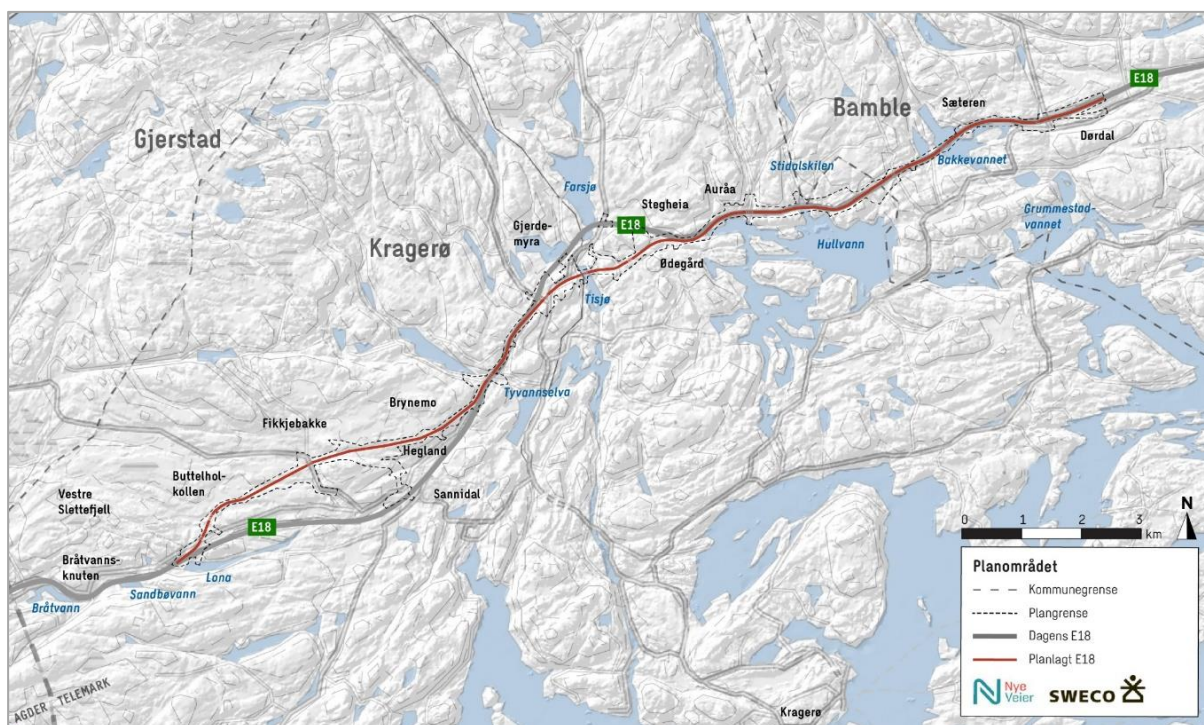 E18
Sæteren
Bamble
Dørdal
Gjerstad
Stidalskilen
Bakkevannet
Farsjø
Auråa
Stegheia
Grummestad-
vannet
Gjerde-
myra
E18
Kragerø
Hullvann
Ødegård
Tisjø
Brynemo
Tyvannselva
Fikkjebakke
Hegland
Buttelhol-
kollen
Sannidal
Vestre
Sløttefjell
E18
Bråtvanns-
knuten
Lona
Sandbøvann
Bråtvann
AGDER TELEMARK
Kragerø
N
0 1 2 3
km
Planområdet
Kommunegrense
Plangrense
Dagens E18
Planlagt E18
Nye
Veier
SWECO